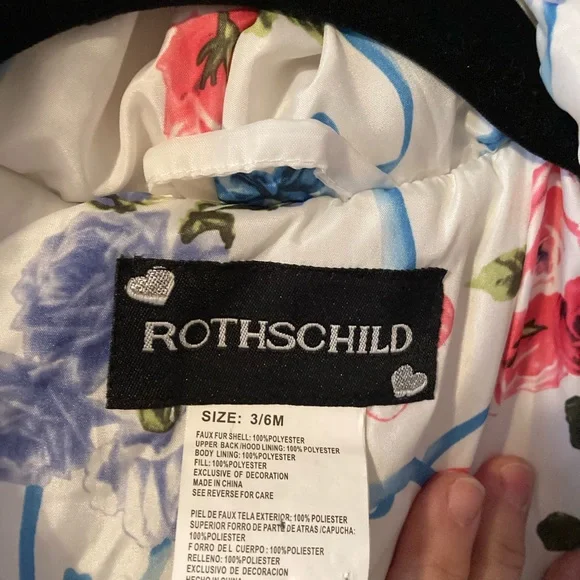 ROTHSCHILD
SIZE: 3/6M
FAUX FUR SHELL: 100%POLYESTER
UPPER BACK/HOOD LINING: 100%POLYESTER
BODY LINING: 100%POLYESTER
FILL: 100%POLYESTER
EXCLUSIVE OF DECORATION
MADE IN CHINA
SEE REVERSE FOR CARE
PIEL DE FAUX TELA EXTERIOR: 100%POLIESTER
SUPERIOR FORRO DE PARTE DE ATRAS /CAPUCHA:
100%POLIESTER
FORRO DEL CUERPO: 100%POLIESTER
RELLENO: 100%POLIESTER
EXCLUSIVO DE DECORACION
HECHO EN CHINA